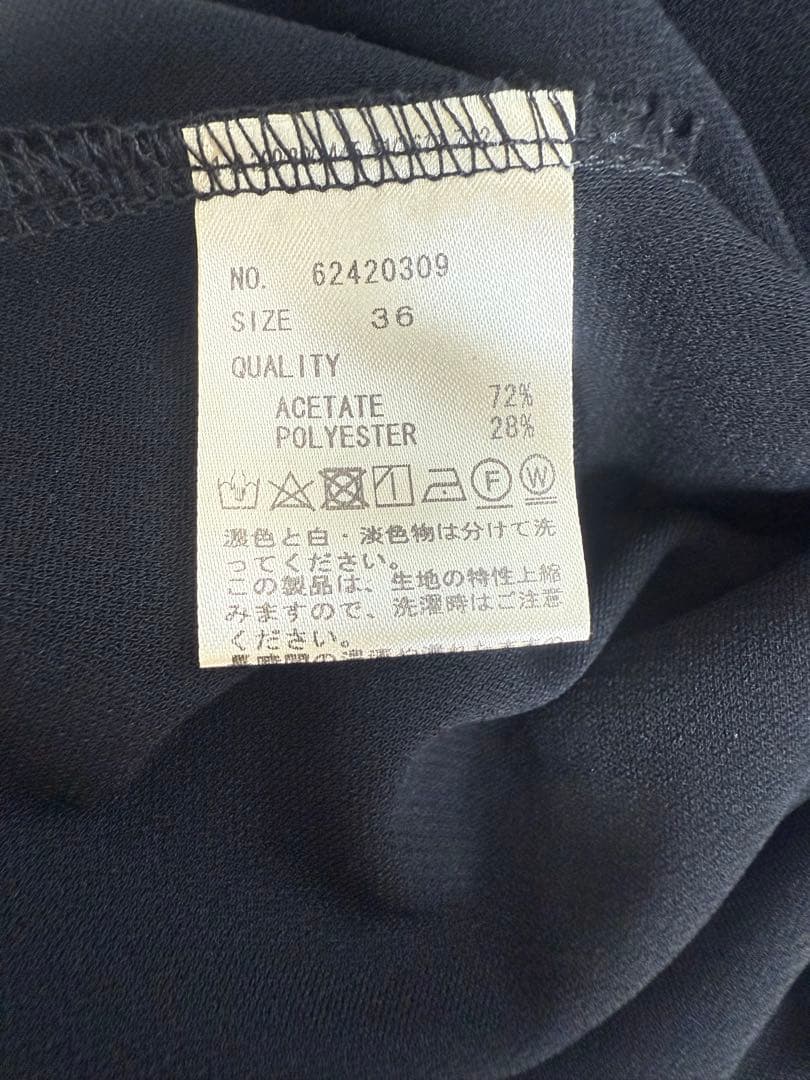 NO. 62420309
SIZE 36
QUALITY
ACETATE 72%
POLYESTER 28%
F W
濃色と白・淡色物は分けて洗
ってください。
この製品は、生地の特性上縮
みますので、洗濯時はご注意
ください。